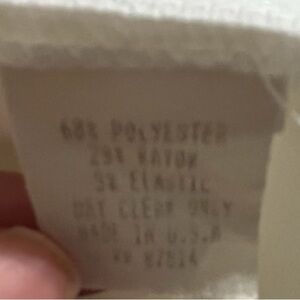 68% POLYESTER
29% RAYON
3% ELASTIC
DRY CLEAN ONLY
MADE IN U.S.A